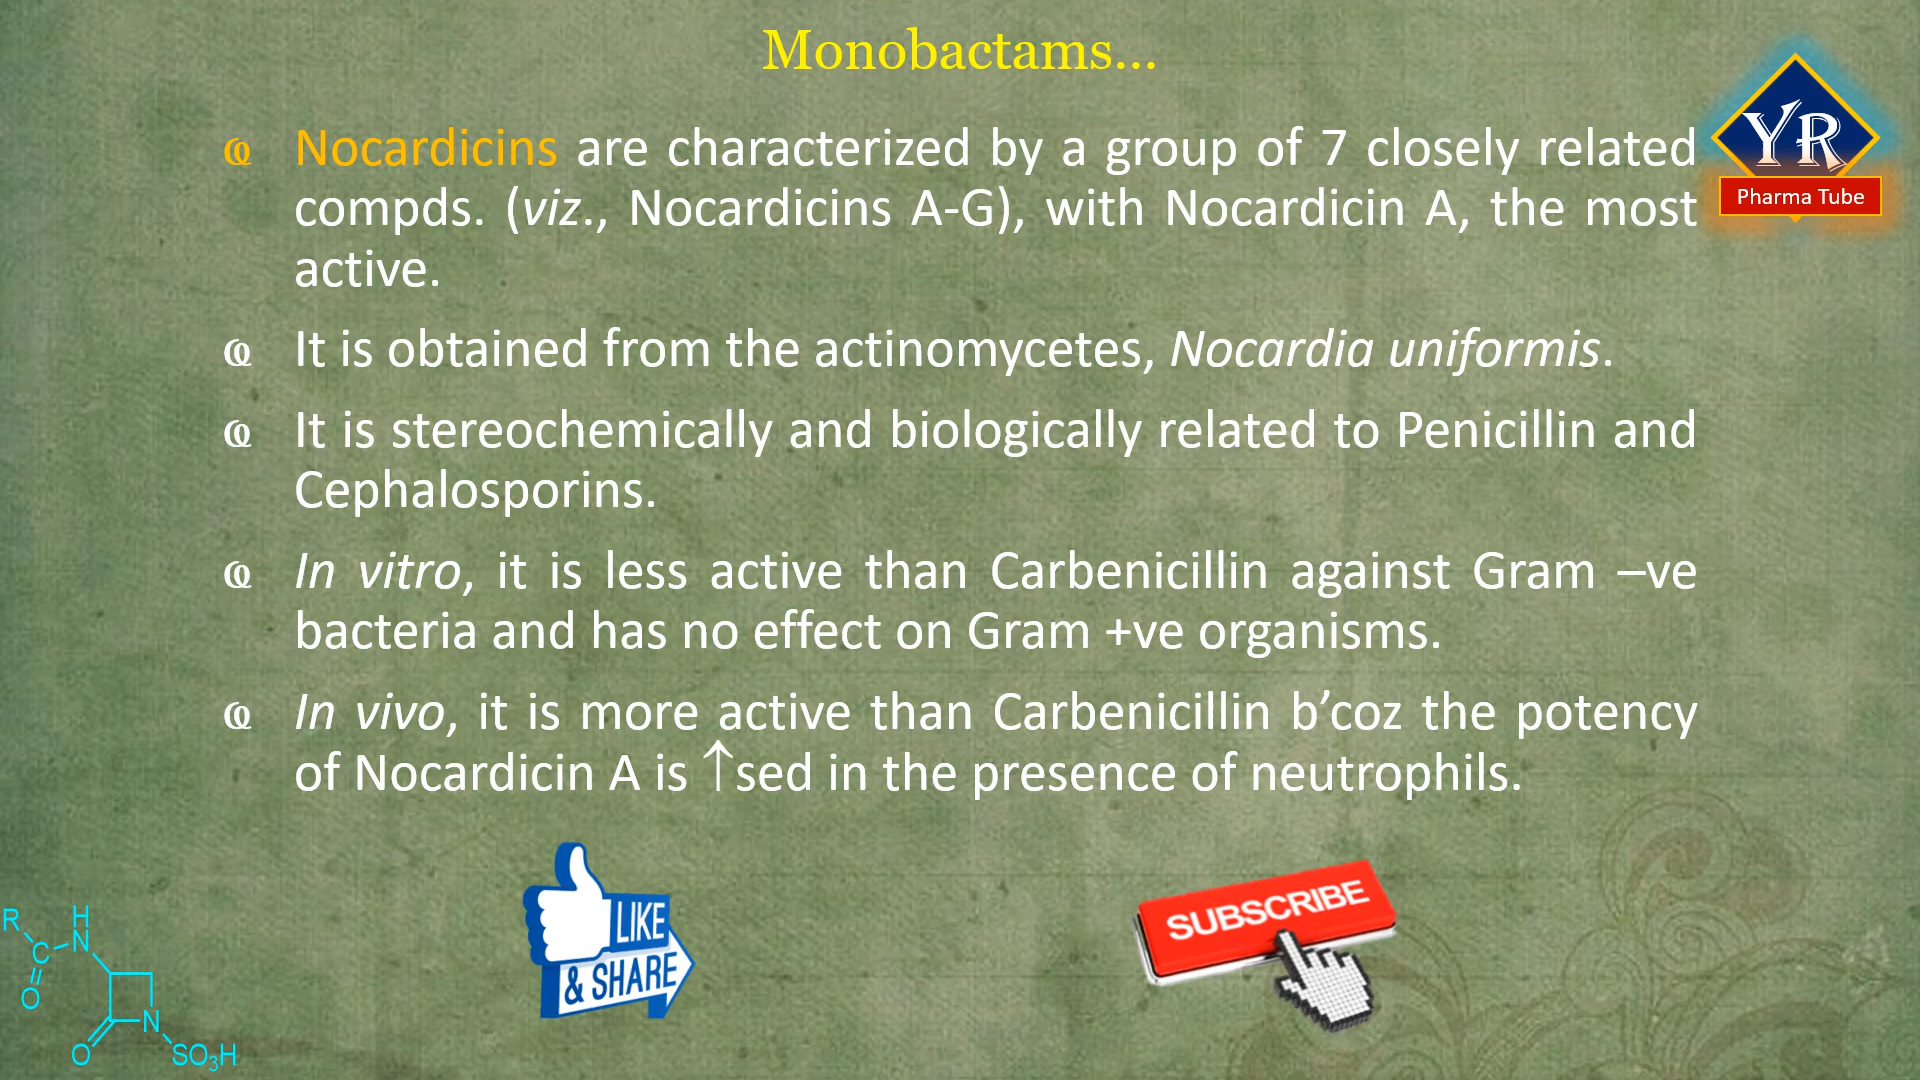 Monobactams...
YR
Pharma Tube
Nocardicins are characterized by a group of 7 closely related
compds. (viz., Nocardicins A-G), with Nocardicin A, the most
active.
It is obtained from the actinomycetes, Nocardia uniformis.
It is stereochemically and biologically related to Penicillin and
Cephalosporins.
In vitro, it is less active than Carbenicillin against Gram –ve
bacteria and has no effect on Gram +ve organisms.
In vivo, it is more active than Carbenicillin b’coz the potency
of Nocardicin A is ↑sed in the presence of neutrophils.
LIKE
& SHARE
SUBSCRIBE
R
H
N
C
O
N
O
SO₃H